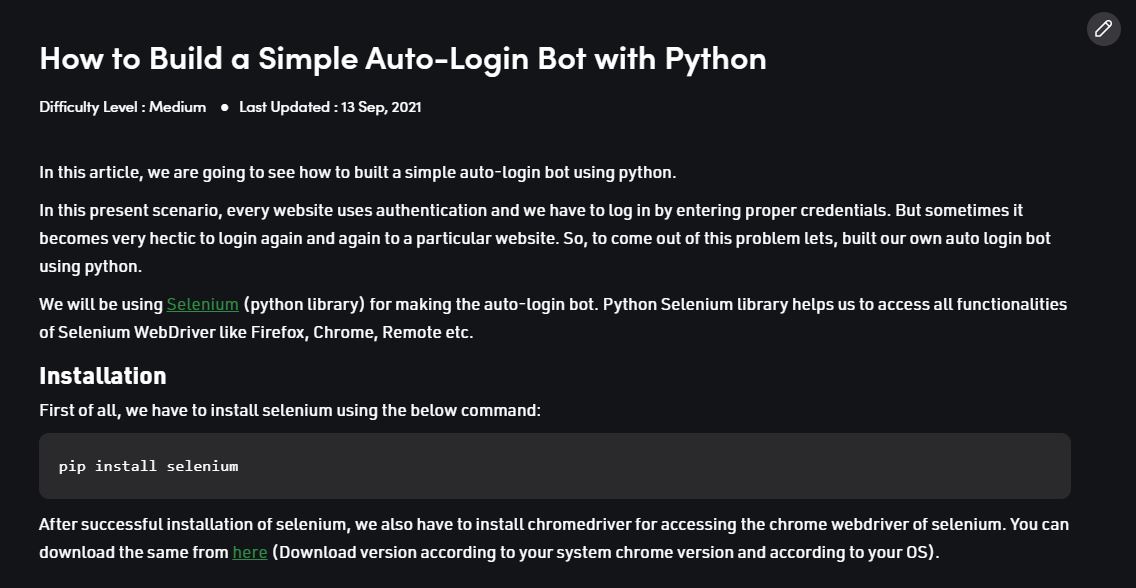 How to Build a Simple Auto-Login Bot with Python
Difficulty Level : Medium ● Last Updated : 13 Sep, 2021
In this article, we are going to see how to built a simple auto-login bot using python.
In this present scenario, every website uses authentication and we have to log in by entering proper credentials. But sometimes it
becomes very hectic to login again and again to a particular website. So, to come out of this problem lets, built our own auto login bot
using python.
We will be using Selenium (python library) for making the auto-login bot. Python Selenium library helps us to access all functionalities
of Selenium WebDriver like Firefox, Chrome, Remote etc.
Installation
First of all, we have to install selenium using the below command:
pip install selenium
After successful installation of selenium, we also have to install chromedriver for accessing the chrome webdriver of selenium. You can
download the same from here (Download version according to your system chrome version and according to your OS).